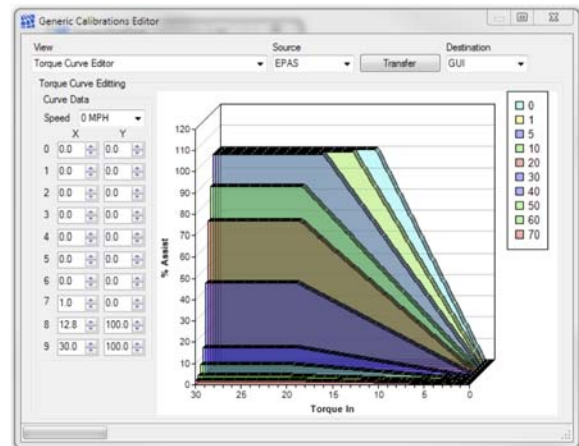 Generic Calibrations Editor
View Source Destination
Torque Curve Editor EPAS Transfer GUI
Torque Curve Editting
Curve Data
Speed 0 MPH
X Y
0 0.0 0.0
1 0.0 0.0
2 0.0 0.0
3 0.0 0.0
4 0.0 0.0
5 0.0 0.0
6 0.0 0.0
7 1.0 0.0
8 12.8 100.0
9 30.0 100.0
% Assist
120
110
100
90
80
70
60
50
40
30
20
10
0
30 25 20 15 10 5 0
Torque In
0
1
5
10
20
30
40
50
60
70